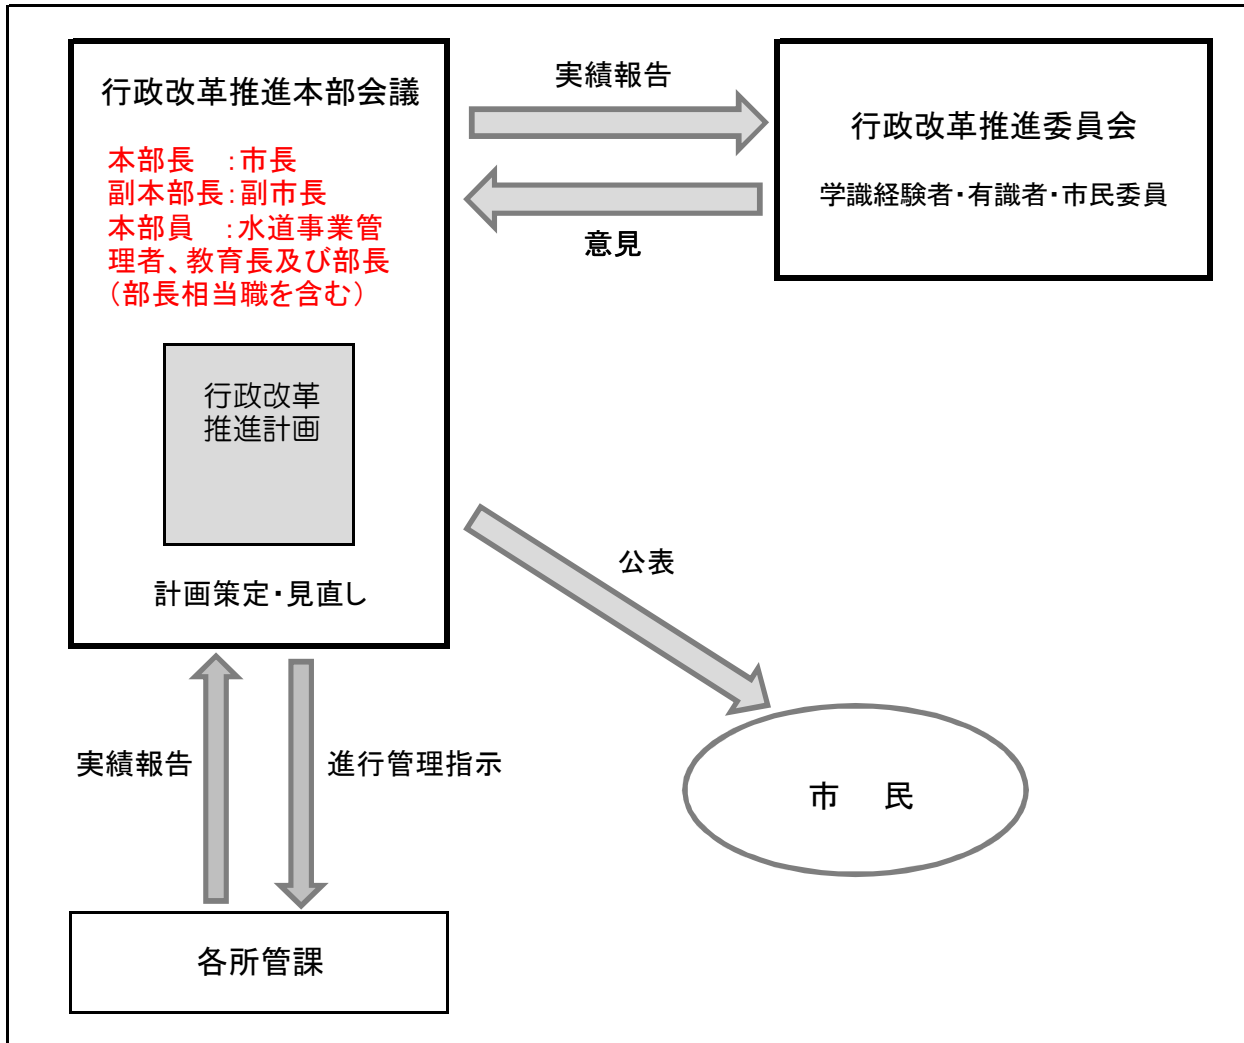 行政改革推進本部会議
本部長　:市長
副本部長:副市長
本部員　:水道事業管
理者、教育長及び部長
（部長相当職を含む）
行政改革
推進計画
計画策定・見直し
実績報告
意見
行政改革推進委員会
学識経験者・有識者・市民委員
公表
実績報告
進行管理指示
市　民
各所管課